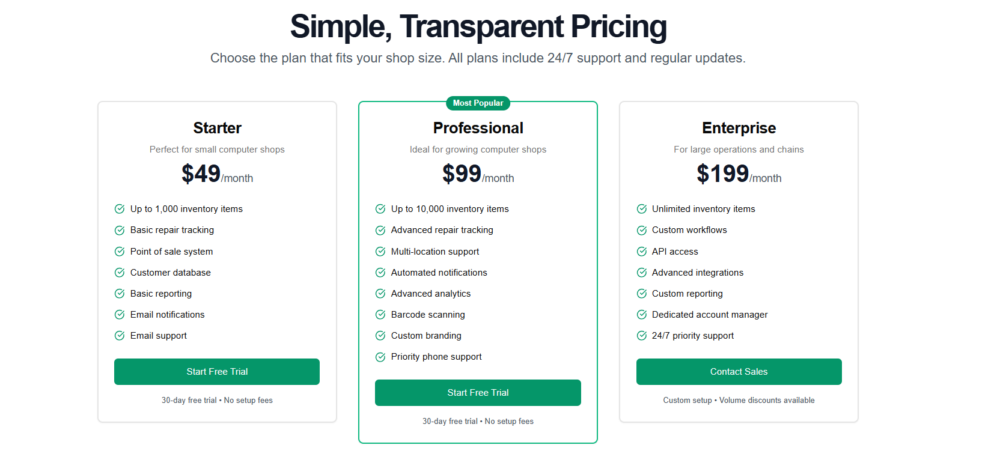 Simple, Transparent Pricing
Choose the plan that fits your shop size. All plans include 24/7 support and regular updates.
Starter
Perfect for small computer shops
$49/month
Up to 1,000 inventory items
Basic repair tracking
Point of sale system
Customer database
Basic reporting
Email notifications
Email support
Start Free Trial
30-day free trial • No setup fees
Most Popular
Professional
Ideal for growing computer shops
$99/month
Up to 10,000 inventory items
Advanced repair tracking
Multi-location support
Automated notifications
Advanced analytics
Barcode scanning
Custom branding
Priority phone support
Start Free Trial
30-day free trial • No setup fees
Enterprise
For large operations and chains
$199/month
Unlimited inventory items
Custom workflows
API access
Advanced integrations
Custom reporting
Dedicated account manager
24/7 priority support
Contact Sales
Custom setup • Volume discounts available